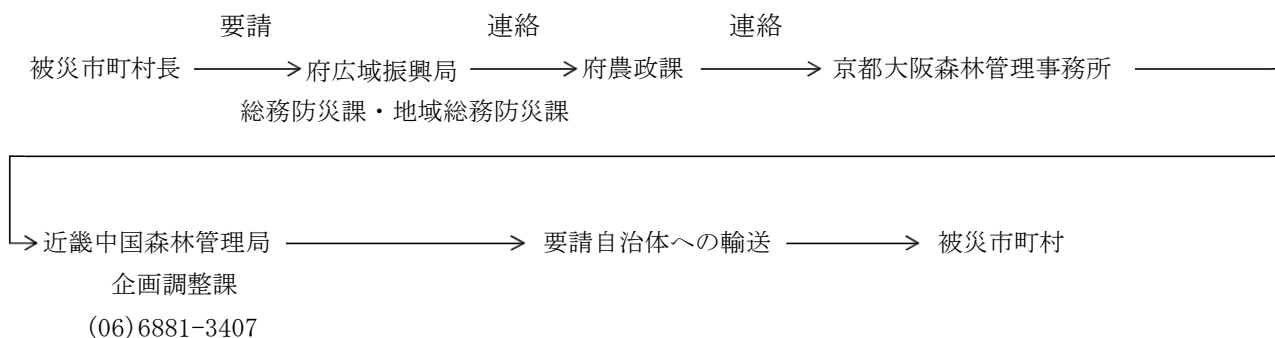 要請 連絡 連絡
被災市町村長 府広域振興局 府農政課 京都大阪森林管理事務所
総務防災課・地域総務防災課
近畿中国森林管理局 要請自治体への輸送 被災市町村
企画調整課
(06)6881-3407